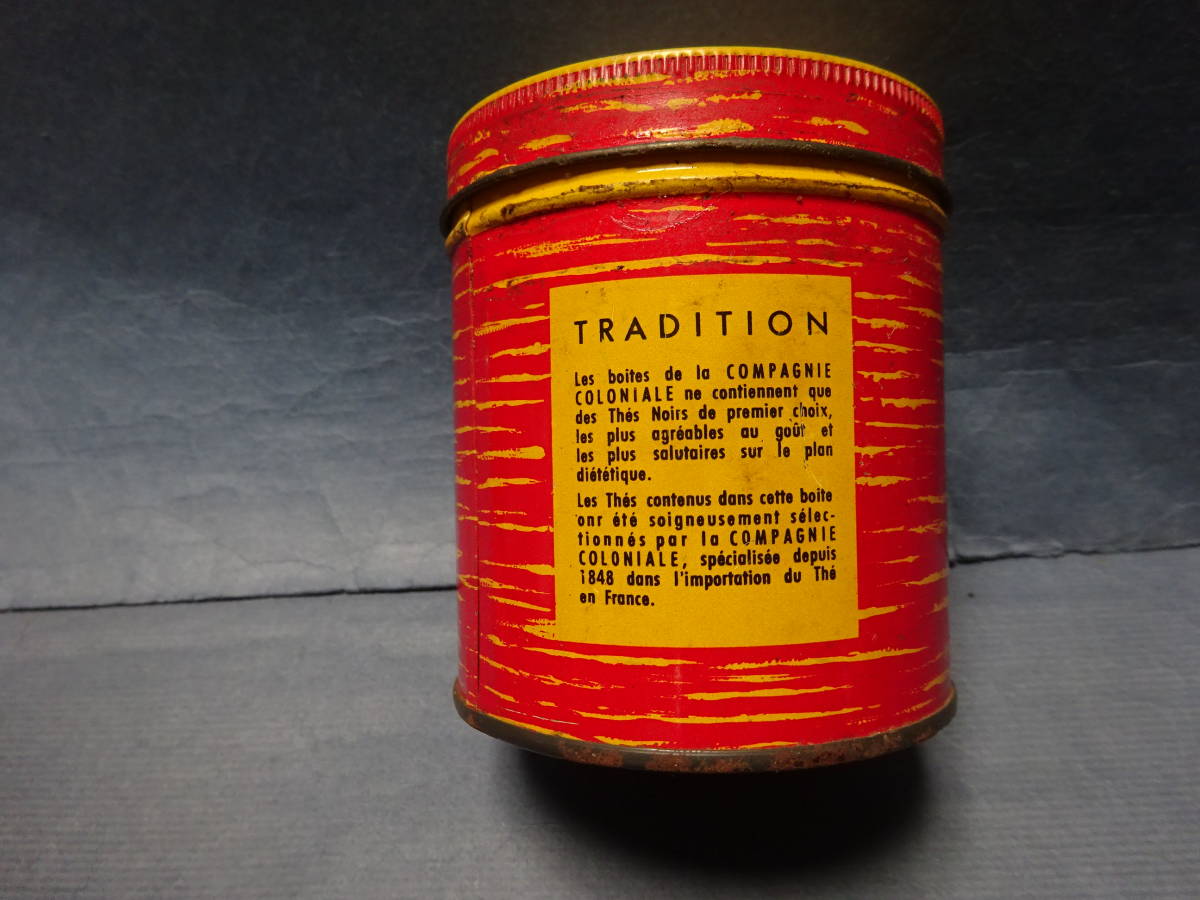 TRADITION
Les boites de la COMPAGNIE
COLONIALE ne contiennent que
des Thés Noirs de premier choix,
les plus agréables au goût et
les plus salutaires sur le plan
diététique.
Les Thés contenus dans cette boite
ont été soigneusement sélec-
tionnés par la COMPAGNIE
COLONIALE, spécialisée depuis
1848 dans l'importation du Thé
en France.